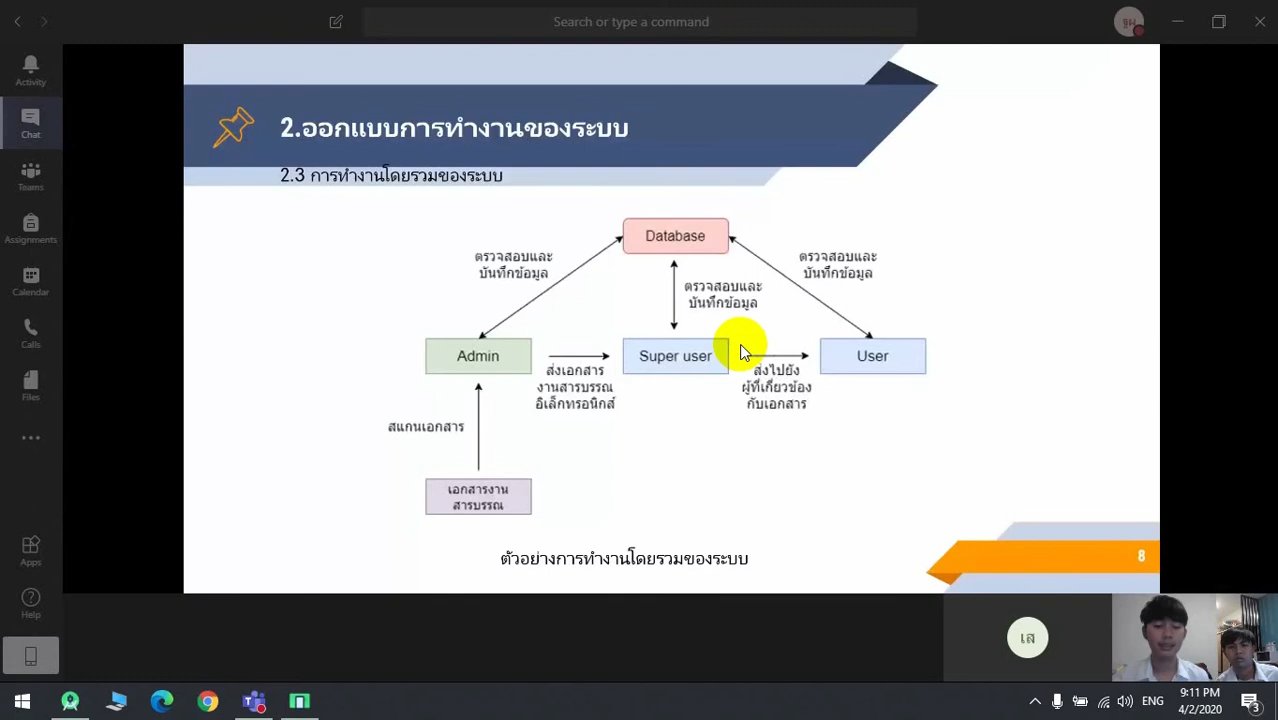 Search or type a command
ฐม
Activity
Chat
Teams
Assignments
Calendar
Calls
Files
Apps
Help
2.ออกแบบการทำงานของระบบ
2.3 การทำงานโดยรวมของระบบ
Database
ตรวจสอบและ
บันทึกข้อมูล
ตรวจสอบและ
บันทึกข้อมูล
ตรวจสอบและ
บันทึกข้อมูล
Admin
Super user
User
ส่งเอกสาร
งานสารบรรณ
อิเล็กทรอนิกส์
ส่งไปยัง
ผู้ที่เกี่ยวข้อง
กับเอกสาร
สแกนเอกสาร
เอกสารงาน
สารบรรณ
ตัวอย่างการทำงานโดยรวมของระบบ
8
เส
ENG
9:11 PM
4/2/2020
3